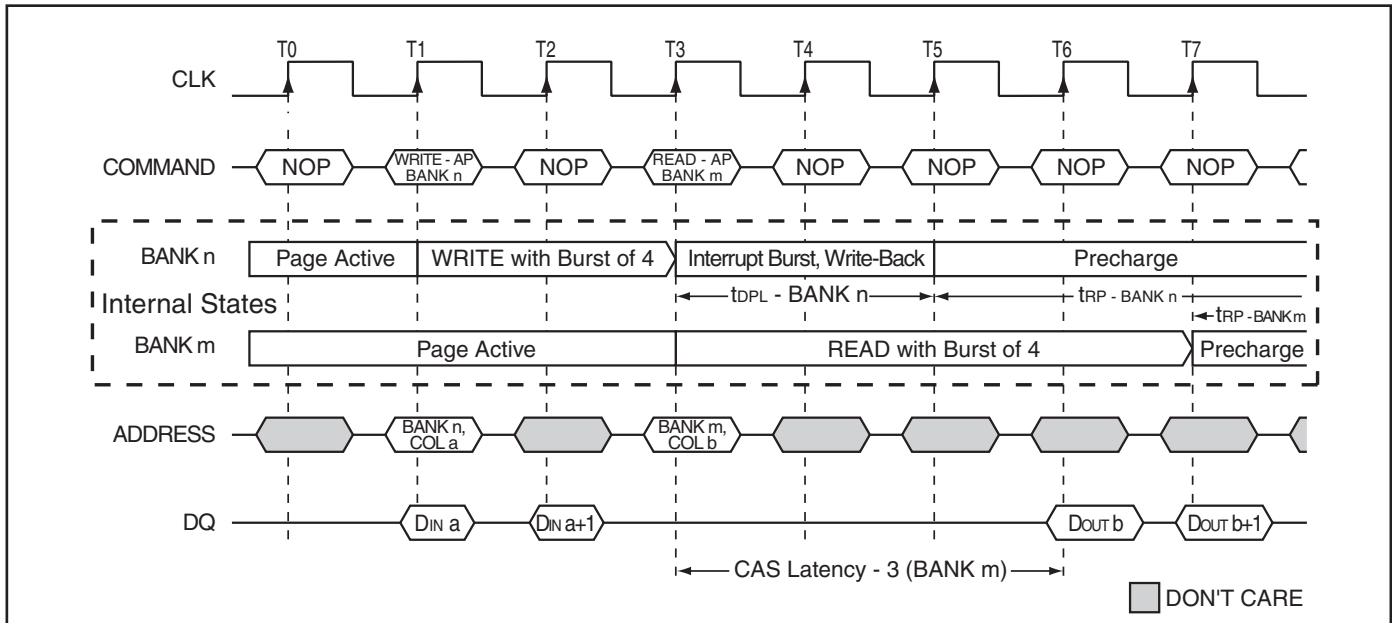 T0 T1 T2 T3 T4 T5 T6 T7
CLK
COMMAND NOP WRITE - AP BANK n NOP READ - AP BANK m NOP NOP NOP NOP
BANK n Page Active WRITE with Burst of 4 Interrupt Burst, Write-Back Precharge
Internal States tDPL - BANK n tRP - BANK n
tRP - BANK m
BANK m Page Active READ with Burst of 4 Precharge
ADDRESS BANK n, COL a BANK m, COL b
DQ DIN a DIN a+1 DOUT b DOUT b+1
CAS Latency - 3 (BANK m)
DON'T CARE